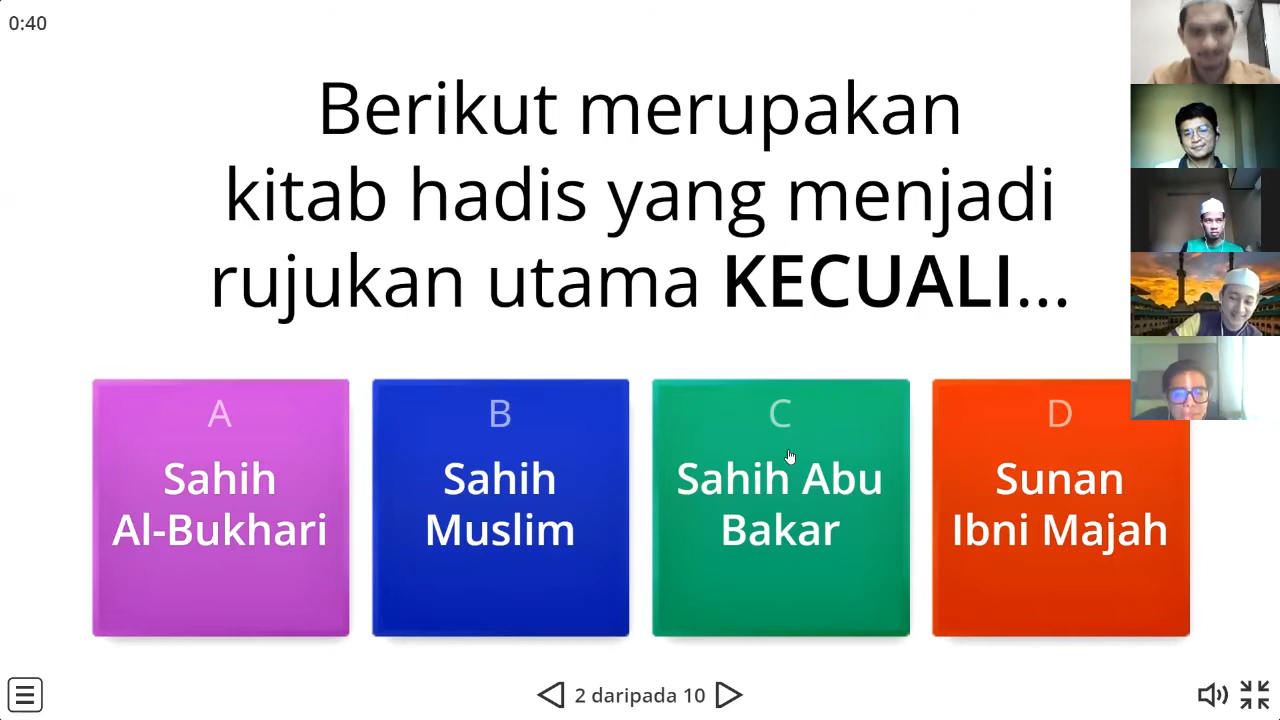 0:40
Berikut merupakan
kitab hadis yang menjadi
rujukan utama KECUALI...
A
Sahih
Al-Bukhari
B
Sahih
Muslim
C
Sahih Abu
Bakar
D
Sunan
Ibni Majah
2 daripada 10